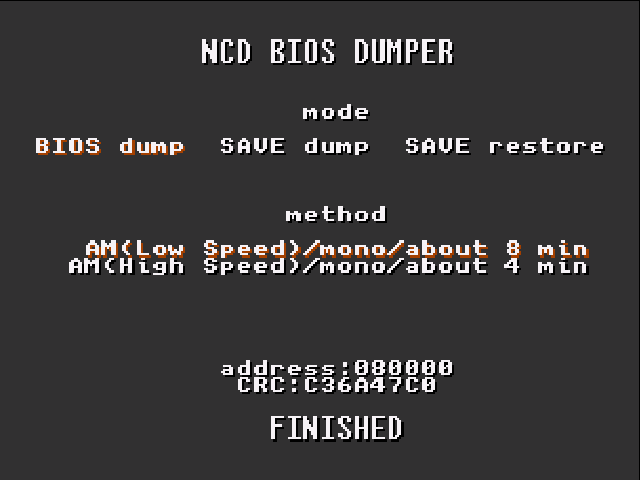 NCD BIOS DUMPER
mode
BIOS dump SAVE dump SAVE restore
method
AM(Low Speed)/mono/about 8 min
AM(High Speed)/mono/about 4 min
address:080000
CRC:C36A47C0
FINISHED